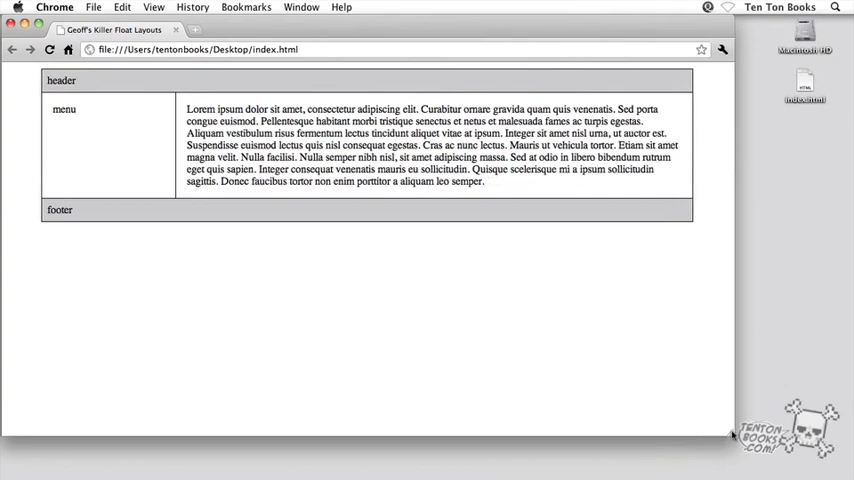 Chrome File Edit View History Bookmarks Window Help Ten Ton Books
Geoff's Killer Float Layouts
file:///Users/tentonbooks/Desktop/index.html
Macintosh HD
HTML
index.html
header
menu
Lorem ipsum dolor sit amet, consectetur adipiscing elit. Curabitur ornare gravida quam quis venenatis. Sed porta
congue euismod. Pellentesque habitant morbi tristique senectus et netus et malesuada fames ac turpis egestas.
Aliquam vestibulum risus fermentum lectus tincidunt aliquet vitae at ipsum. Integer sit amet nisl urna, ut auctor est.
Suspendisse euismod lectus quis nisl consequat egestas. Cras ac nunc lectus. Mauris ut vehicula tortor. Etiam sit amet
magna velit. Nulla facilisi. Nulla semper nibh nisl, sit amet adipiscing massa. Sed at odio in libero bibendum rutrum
eget quis sapien. Integer consequat venenatis mauris eu sollicitudin. Quisque scelerisque mi a ipsum sollicitudin
sagittis. Donec faucibus tortor non enim porttitor a aliquam leo semper.
footer
TENTON
BOOKS
.COM!